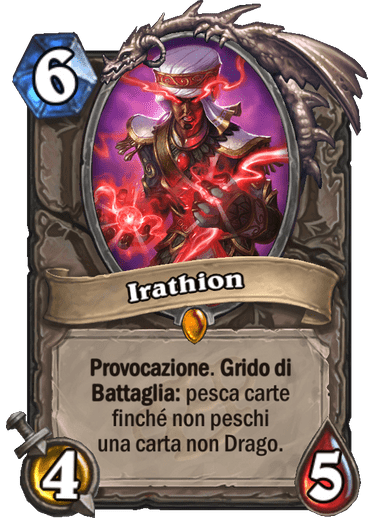 6
Irathion
Provocazione. Grido di
Battaglia: pesca carte
finché non peschi
una carta non Drago.
4
5